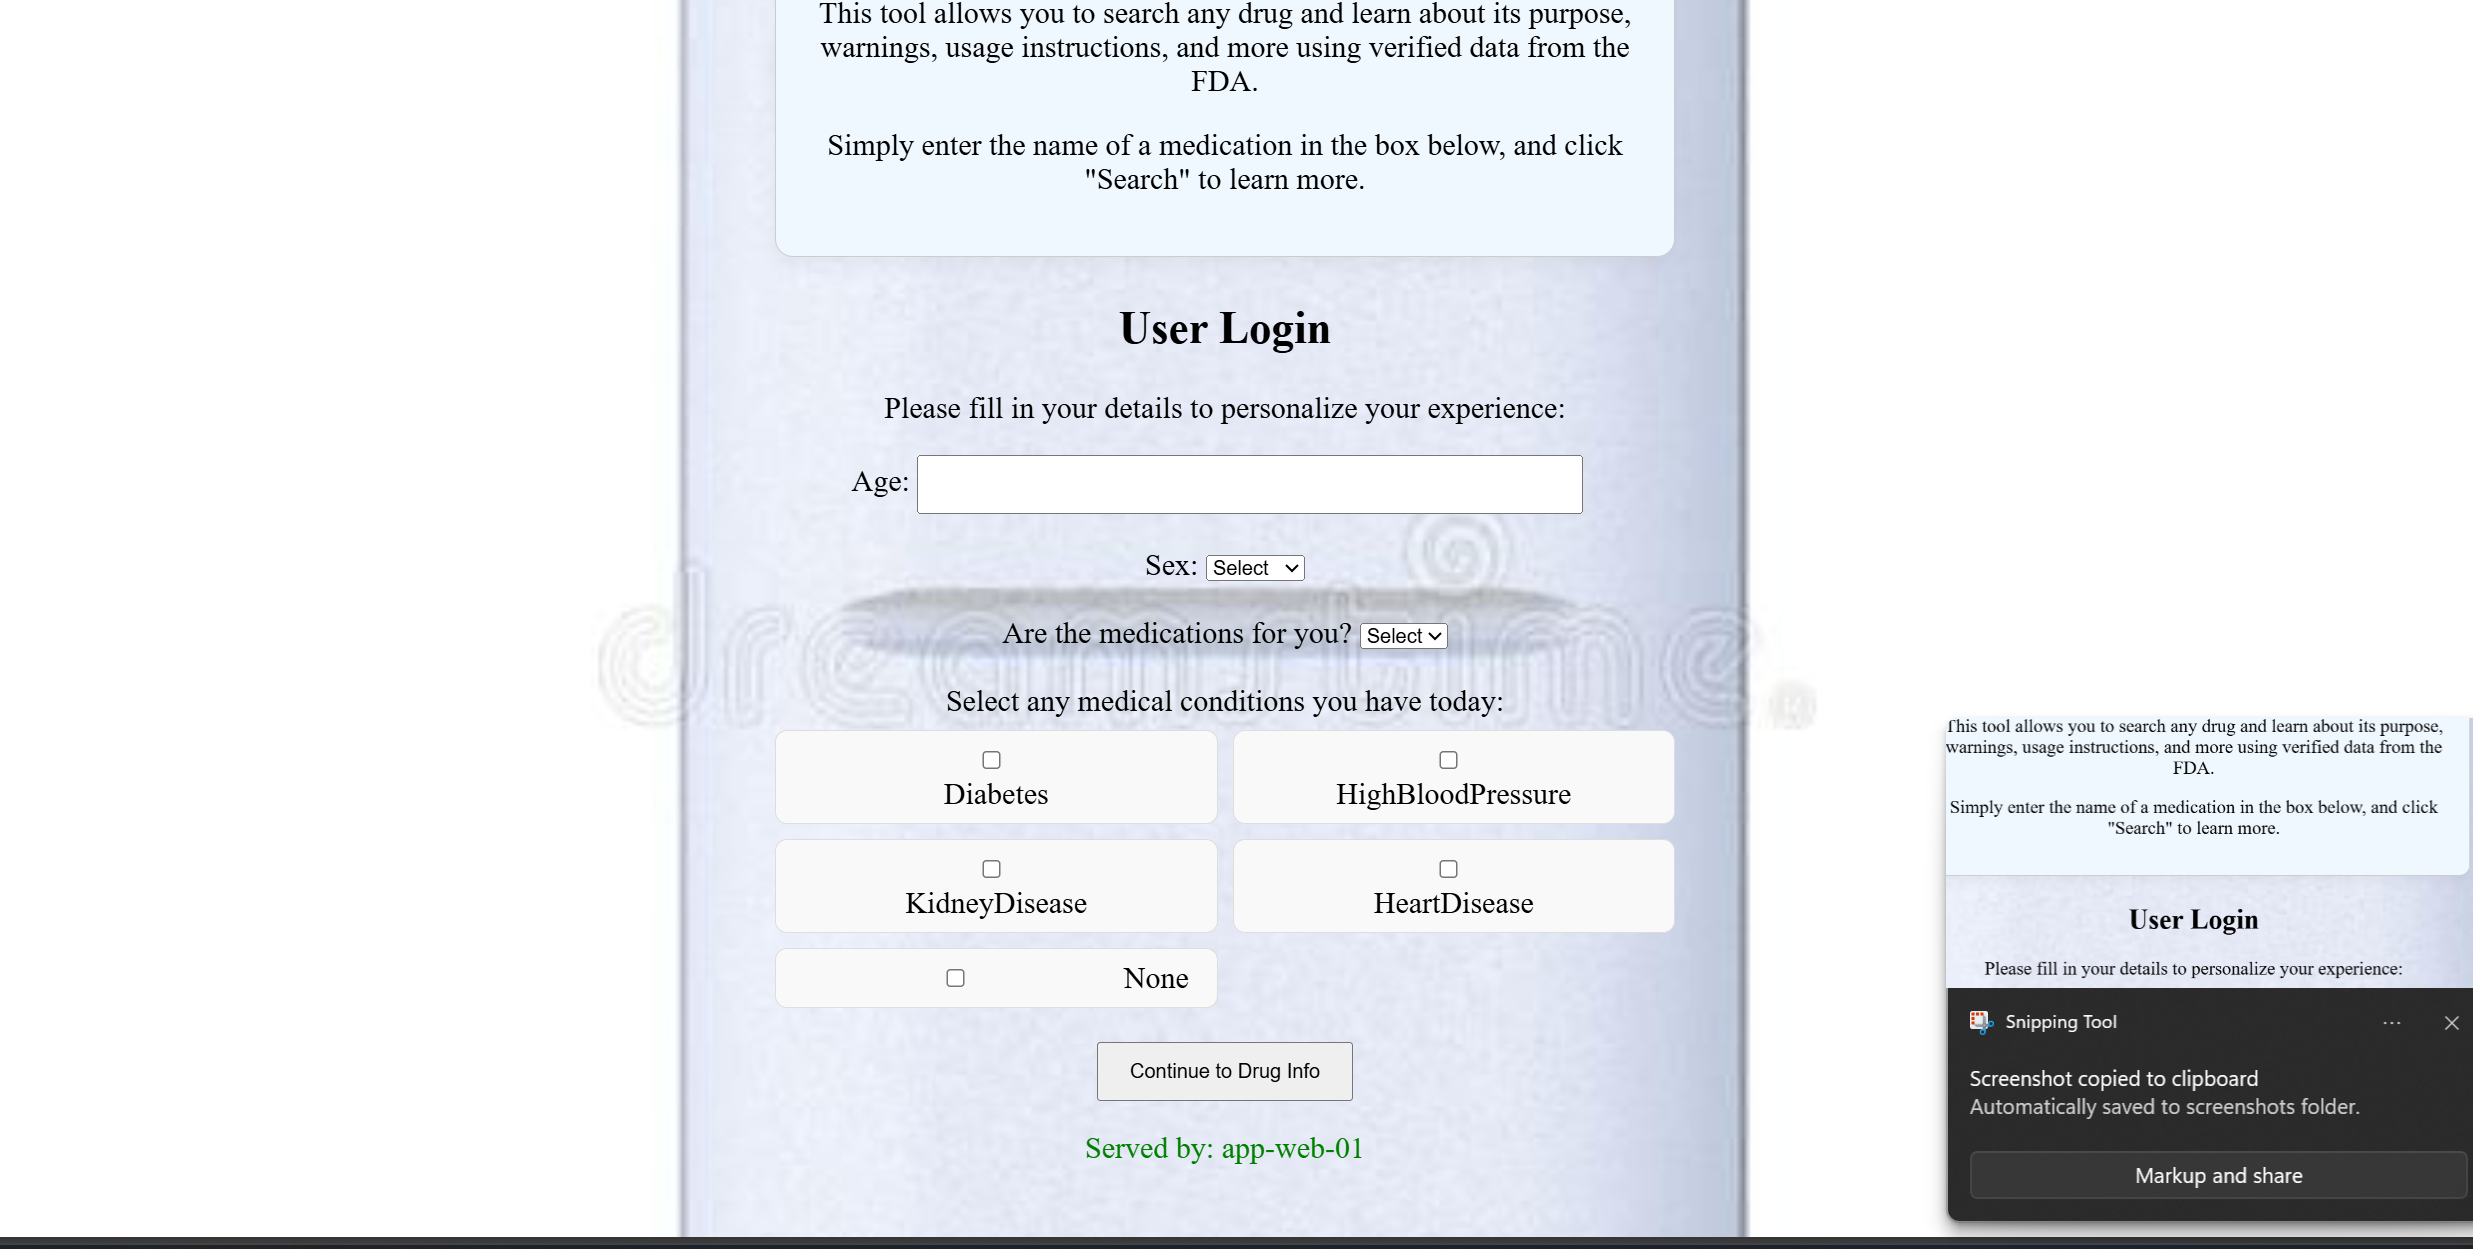 This tool allows you to search any drug and learn about its purpose,
warnings, usage instructions, and more using verified data from the
FDA.
Simply enter the name of a medication in the box below, and click
"Search" to learn more.
User Login
Please fill in your details to personalize your experience:
Age:
Sex: Select
Are the medications for you? Select
dreamstime
Select any medical conditions you have today:
Diabetes
HighBloodPressure
KidneyDisease
HeartDisease
None
Continue to Drug Info
Served by: app-web-01
This tool allows you to search any drug and learn about its purpose,
warnings, usage instructions, and more using verified data from the
FDA.
Simply enter the name of a medication in the box below, and click
"Search" to learn more.
User Login
Please fill in your details to personalize your experience:
Snipping Tool
Screenshot copied to clipboard
Automatically saved to screenshots folder.
Markup and share